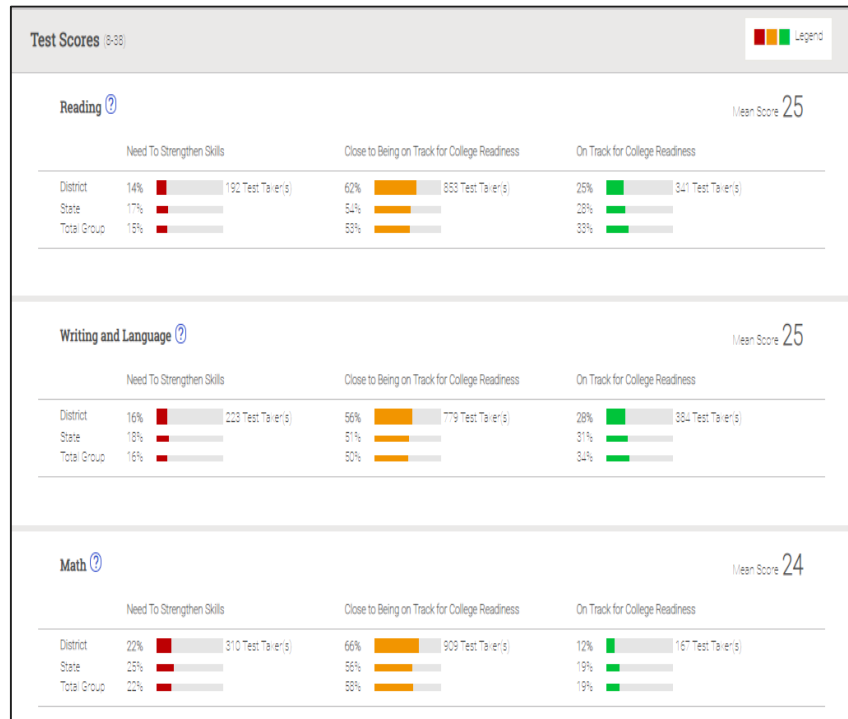 Test Scores (8-38)
Legend
Reading ?
Mean Score 25
Need To Strengthen Skills Close to Being on Track for College Readiness On Track for College Readiness
District 14% 192 Test Taker(s) 62% 853 Test Taker(s) 25% 341 Test Taker(s)
State 17% 54% 28%
Total Group 15% 53% 33%
Writing and Language ?
Mean Score 25
Need To Strengthen Skills Close to Being on Track for College Readiness On Track for College Readiness
District 16% 223 Test Taker(s) 56% 779 Test Taker(s) 28% 384 Test Taker(s)
State 18% 51% 31%
Total Group 16% 50% 34%
Math ?
Mean Score 24
Need To Strengthen Skills Close to Being on Track for College Readiness On Track for College Readiness
District 22% 310 Test Taker(s) 66% 909 Test Taker(s) 12% 167 Test Taker(s)
State 25% 56% 19%
Total Group 22% 58% 19%